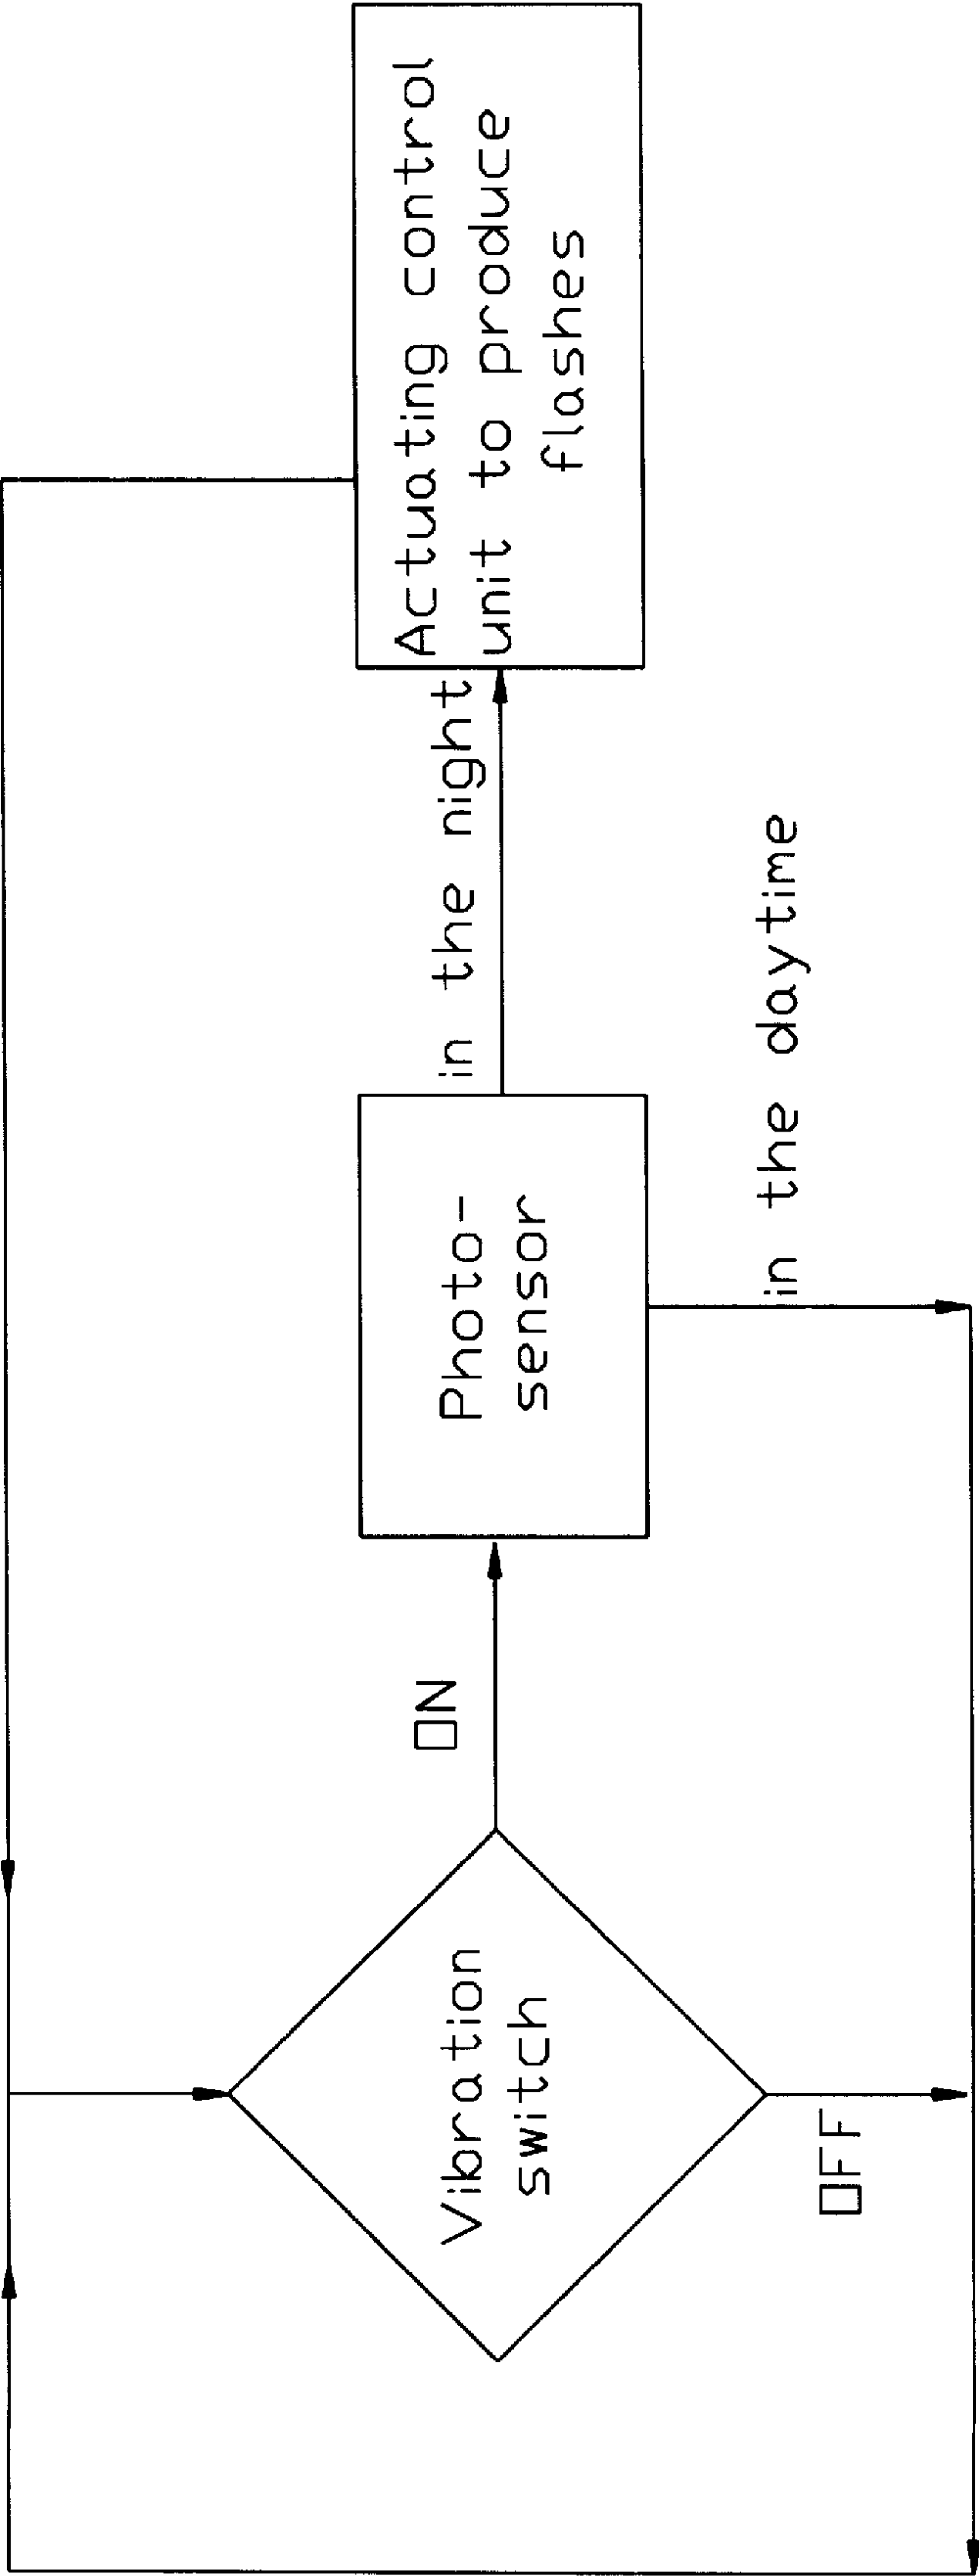 Vibration
switch
ON
OFF
Photo-
sensor
in the night
in the daytime
Actuating control
unit to produce
flashes